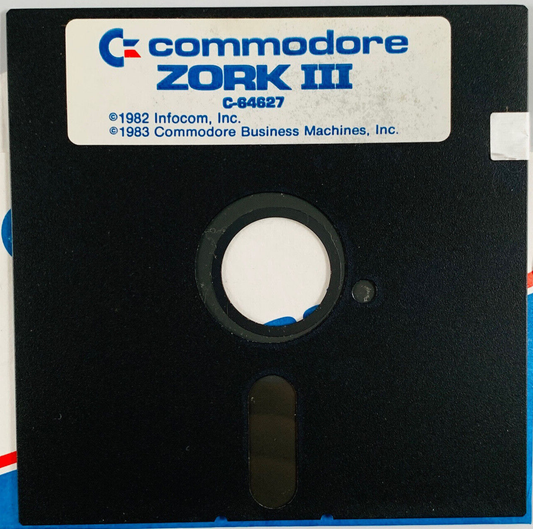 commodore
ZORK III
C-64627
©1982 Infocom, Inc.
©1983 Commodore Business Machines, Inc.